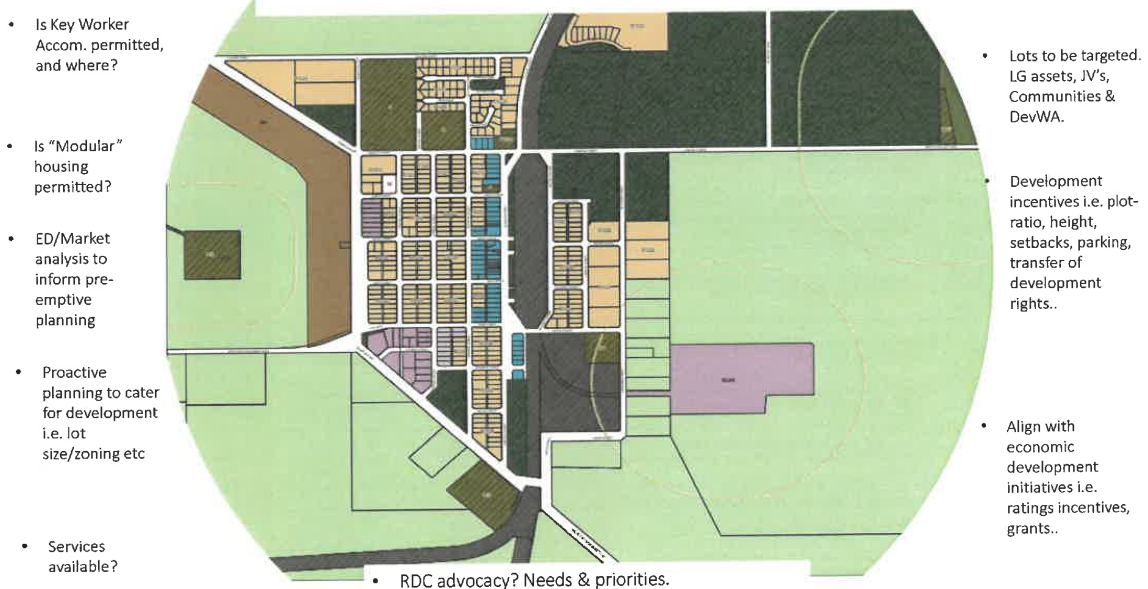 • Is Key Worker
Accom. permitted,
and where?
• Is "Modular"
housing
permitted?
• ED/Market
analysis to
inform pre-
emptive
planning
• Proactive
planning to cater
for development
i.e. lot
size/zoning etc
• Services
available?
• Lots to be targeted.
LG assets, JV's,
Communities &
DevWA.
• Development
incentives i.e. plot-
ratio, height,
setbacks, parking,
transfer of
development
rights..
• Align with
economic
development
initiatives i.e.
ratings incentives,
grants..
• RDC advocacy? Needs & priorities.